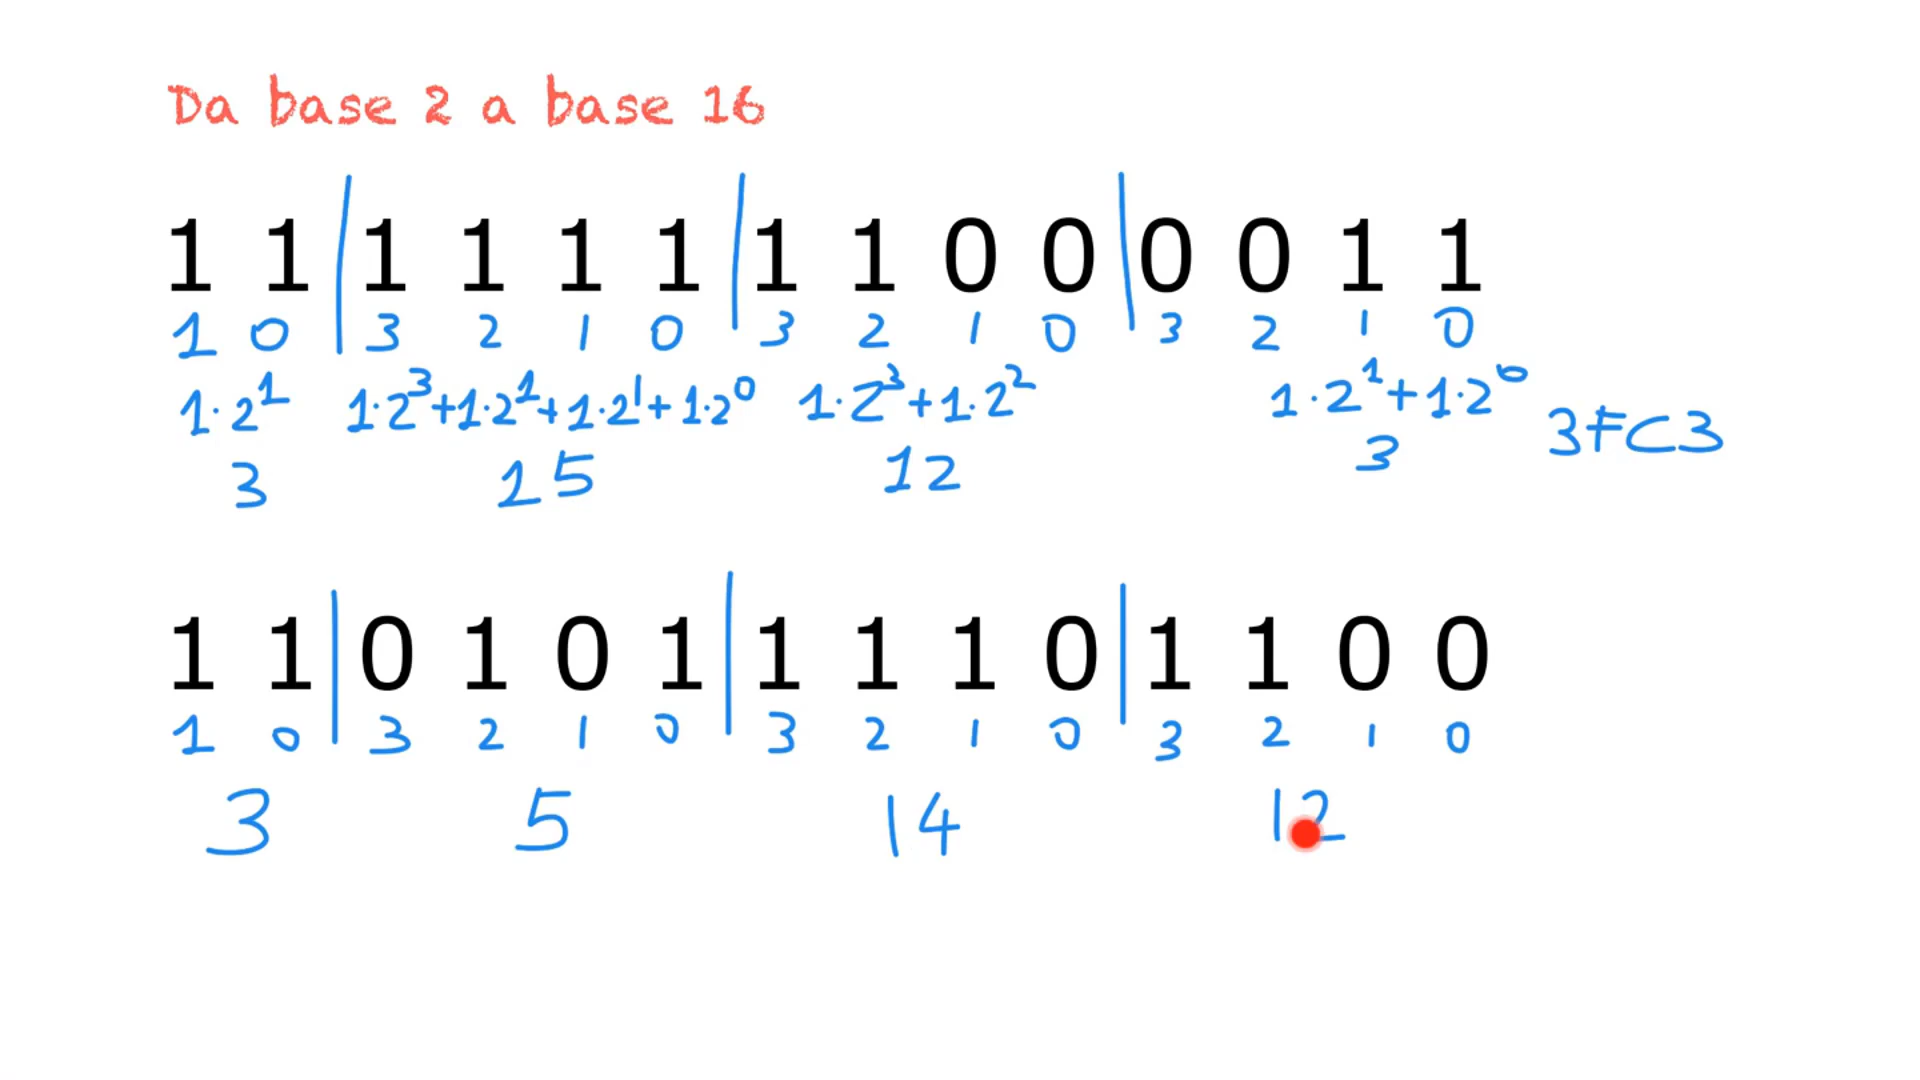 Da base 2 a base 16
1 1 | 1 1 1 1 | 1 1 0 0 | 0 0 1 1
1 0 3 2 1 0 3 2 1 0 3 2 1 0
1·2¹ 1·2³+1·2¹+1·2¹+1·2⁰ 1·2³+1·2² 1·2¹+1·2⁰ 3FC3
3 15 12 3
1 1 | 0 1 0 1 | 1 1 1 0 | 1 1 0 0
1 0 3 2 1 0 3 2 1 0 3 2 1 0
3 5 14 12